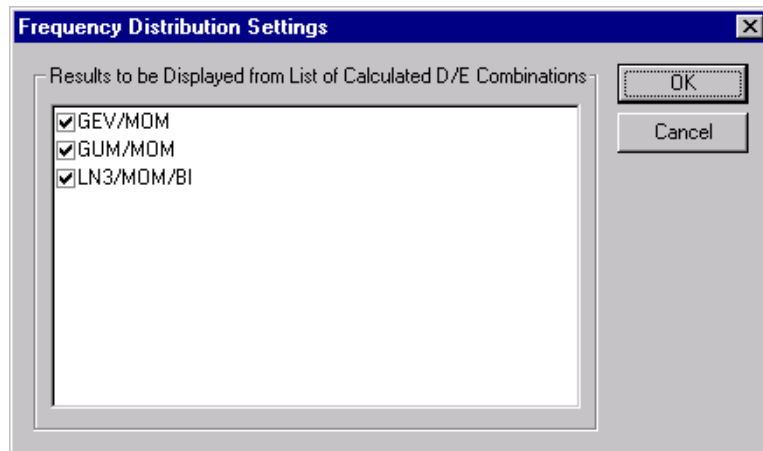 Frequency Distribution Settings
Results to be Displayed from List of Calculated D/E Combinations
OK
Cancel
GEV/MOM
GUM/MOM
LN3/MOM/BI